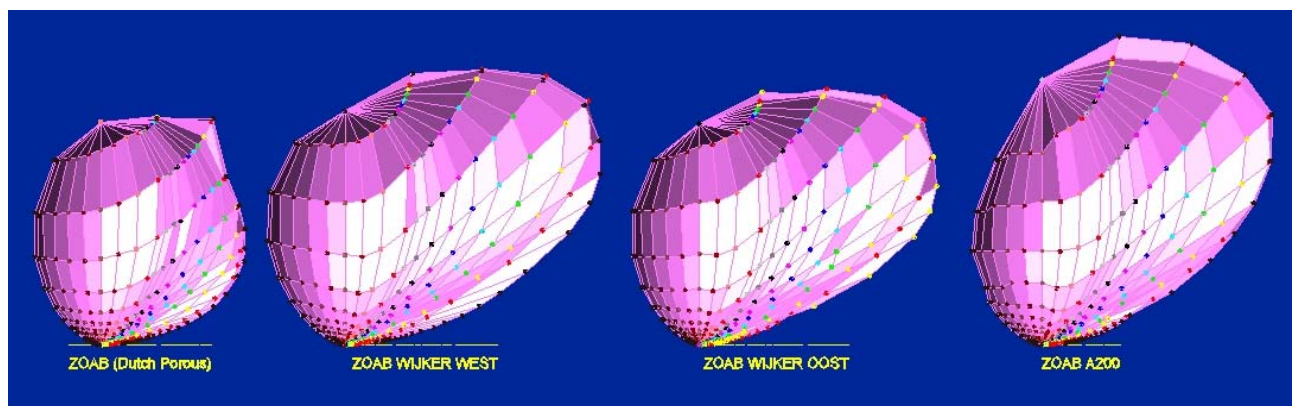 ZOAB (Dutch Porous)
ZOAB WIJKER WEST
ZOAB WIJKER OOST
ZOAB A200